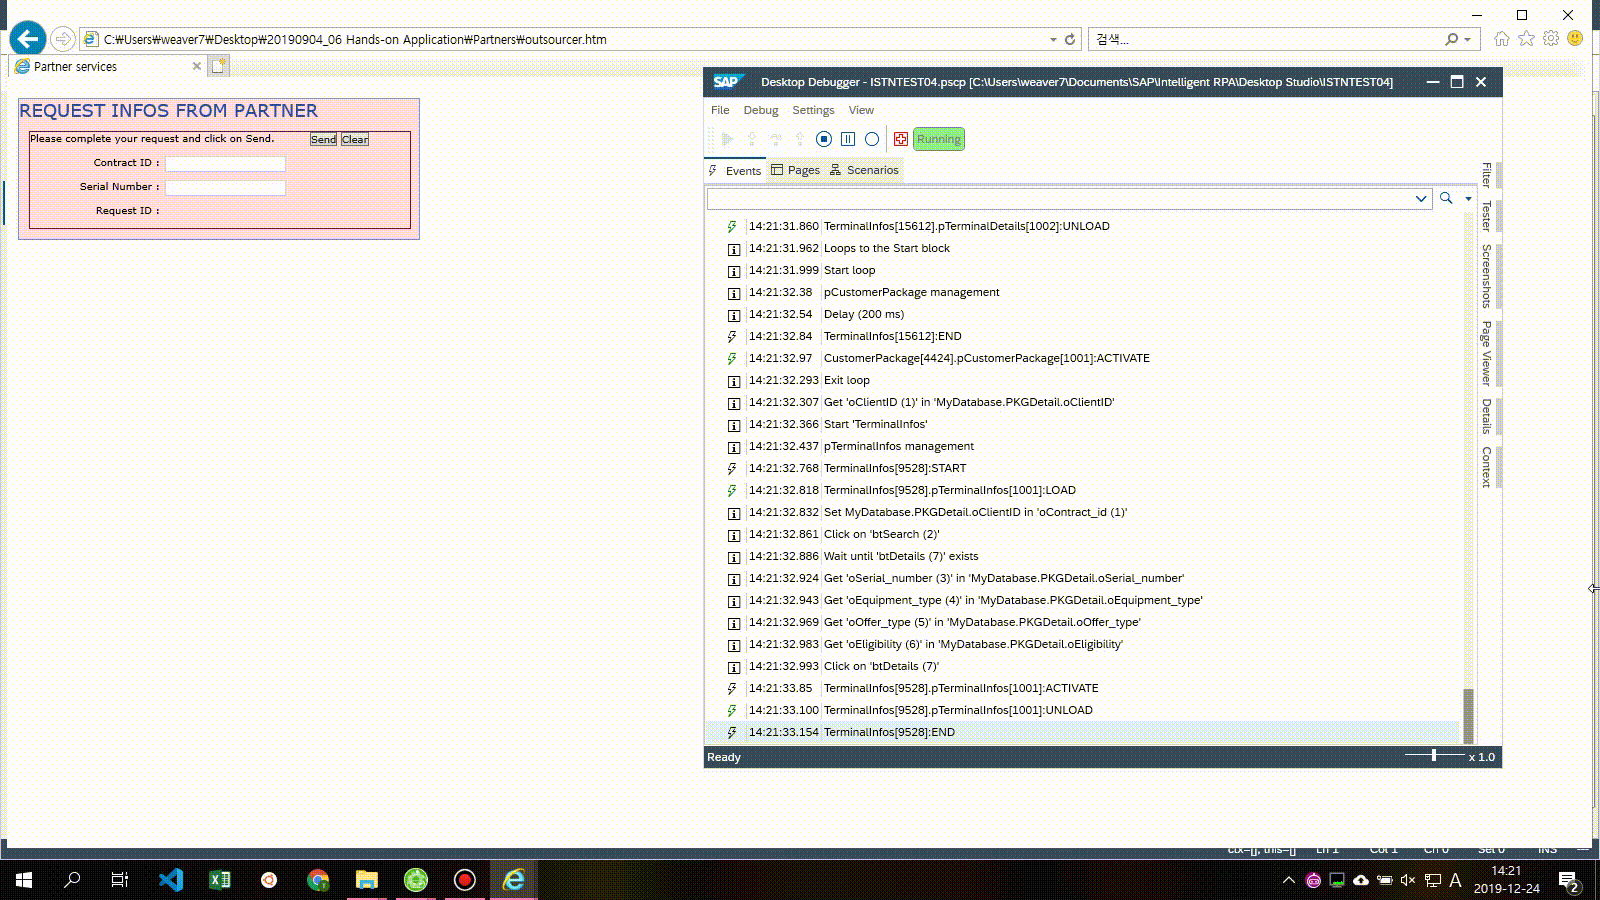 C:₩Users₩weaver7₩Desktop₩20190904_06 Hands-on Application₩Partners₩outsourcer.htm
검색...
Partner services
REQUEST INFOS FROM PARTNER
Please complete your request and click on Send.
Send Clear
Contract ID :
Serial Number :
Request ID :
SAP Desktop Debugger - ISTNTEST04.pscp [C:\Users\weaver7\Documents\SAP\Intelligent RPA\Desktop Studio\ISTNTEST04]
File Debug Settings View
Running
Events Pages Scenarios
14:21:31.860 TerminalInfos[15612].pTerminalDetails[1002]:UNLOAD
14:21:31.962 Loops to the Start block
14:21:31.999 Start loop
14:21:32.38 pCustomerPackage management
14:21:32.54 Delay (200 ms)
14:21:32.84 TerminalInfos[15612]:END
14:21:32.97 CustomerPackage[4424].pCustomerPackage[1001]:ACTIVATE
14:21:32.293 Exit loop
14:21:32.307 Get 'oClientID (1)' in 'MyDatabase.PKGDetail.oClientID'
14:21:32.366 Start 'TerminalInfos'
14:21:32.437 pTerminalInfos management
14:21:32.768 TerminalInfos[9528]:START
14:21:32.818 TerminalInfos[9528].pTerminalInfos[1001]:LOAD
14:21:32.832 Set MyDatabase.PKGDetail.oClientID in 'oContract_id (1)'
14:21:32.861 Click on 'btSearch (2)'
14:21:32.886 Wait until 'btDetails (7)' exists
14:21:32.924 Get 'oSerial_number (3)' in 'MyDatabase.PKGDetail.oSerial_number'
14:21:32.943 Get 'oEquipment_type (4)' in 'MyDatabase.PKGDetail.oEquipment_type'
14:21:32.969 Get 'oOffer_type (5)' in 'MyDatabase.PKGDetail.oOffer_type'
14:21:32.983 Get 'oEligibility (6)' in 'MyDatabase.PKGDetail.oEligibility'
14:21:32.993 Click on 'btDetails (7)'
14:21:33.85 TerminalInfos[9528].pTerminalInfos[1001]:ACTIVATE
14:21:33.100 TerminalInfos[9528].pTerminalInfos[1001]:UNLOAD
14:21:33.154 TerminalInfos[9528]:END
Filter
Tester
Screenshots
Page Viewer
Details
Context
Ready
x 1.0
ctx=[], this=[] Ln 1 Col 1 Ch 0 Sel 0 INS
A
14:21
2019-12-24
2